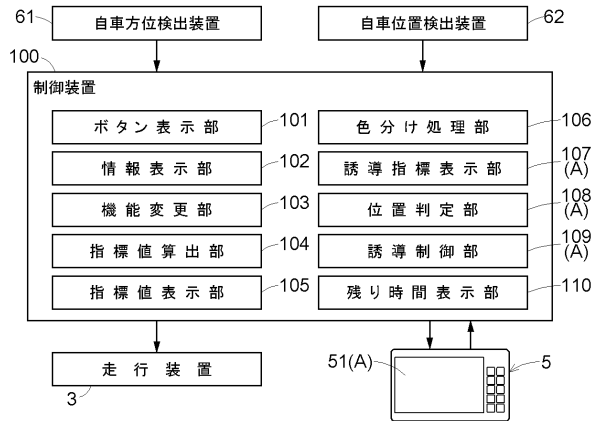 61
自車方位検出装置
自車位置検出装置
62
100
制御装置
ボタン表示部
101
情報表示部
102
機能変更部
103
指標値算出部
104
指標値表示部
105
色分け処理部
106
誘導指標表示部
107
(A)
位置判定部
108
(A)
誘導制御部
109
(A)
残り時間表示部
110
走行装置
3
51(A)
5